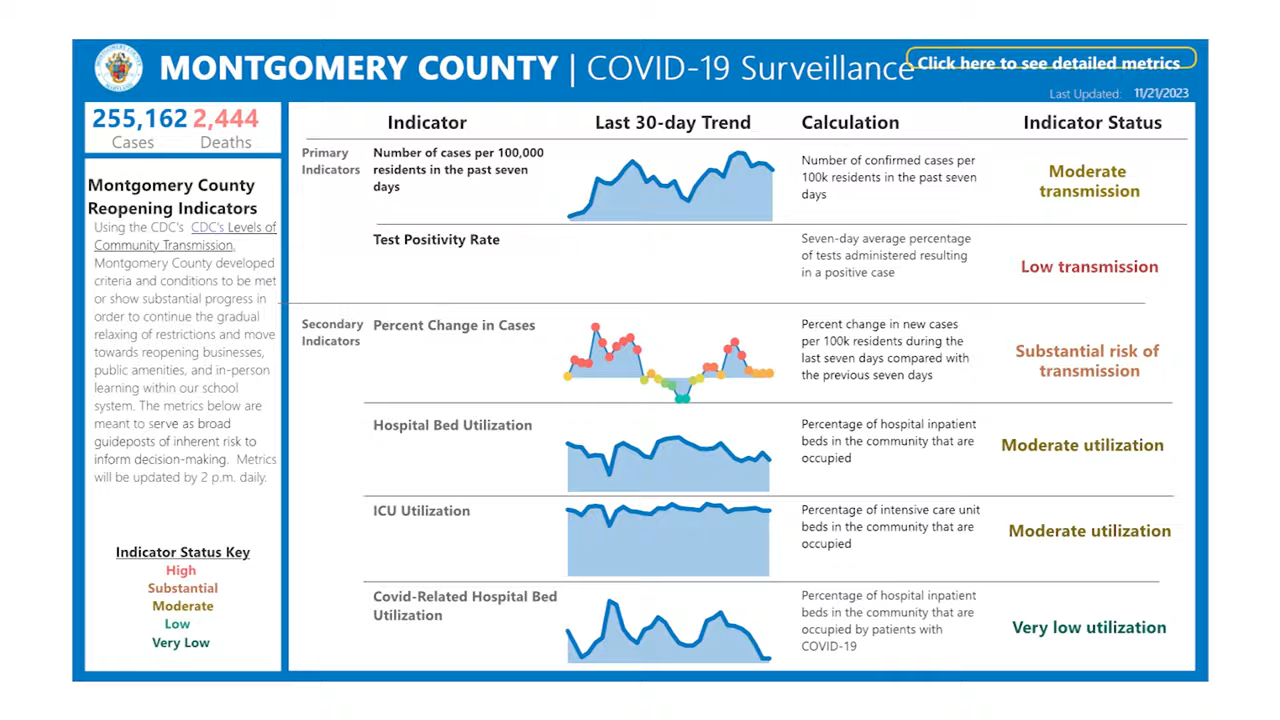 MONTGOMERY COUNTY | COVID-19 Surveillance
Click here to see detailed metrics
Last Updated: 11/21/2023
255,162 2,444
Cases Deaths
Montgomery County
Reopening Indicators
Using the CDC's CDC's Levels of
Community Transmission,
Montgomery County developed
criteria and conditions to be met
or show substantial progress in
order to continue the gradual
relaxing of restrictions and move
towards reopening businesses,
public amenities, and in-person
learning within our school
system. The metrics below are
meant to serve as broad
guideposts of inherent risk to
inform decision-making. Metrics
will be updated by 2 p.m. daily.
Indicator Status Key
High
Substantial
Moderate
Low
Very Low
Indicator Last 30-day Trend Calculation Indicator Status
Primary
Indicators
Number of cases per 100,000
residents in the past seven
days
Number of confirmed cases per
100k residents in the past seven
days
Moderate
transmission
Test Positivity Rate
Seven-day average percentage
of tests administered resulting
in a positive case
Low transmission
Secondary
Indicators
Percent Change in Cases
Percent change in new cases
per 100k residents during the
last seven days compared with
the previous seven days
Substantial risk of
transmission
Hospital Bed Utilization
Percentage of hospital inpatient
beds in the community that are
occupied
Moderate utilization
ICU Utilization
Percentage of intensive care unit
beds in the community that are
occupied
Moderate utilization
Covid-Related Hospital Bed
Utilization
Percentage of hospital inpatient
beds in the community that are
occupied by patients with
COVID-19
Very low utilization